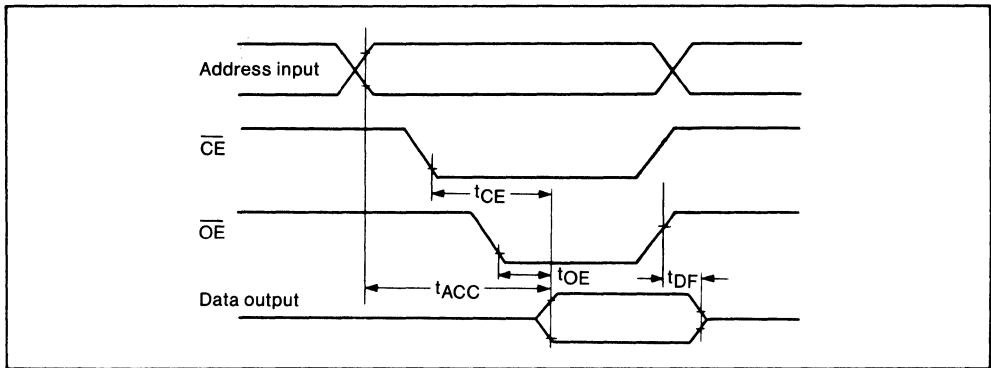 Address input
CE
tCE
OE
tOE
tDF
tACC
Data output